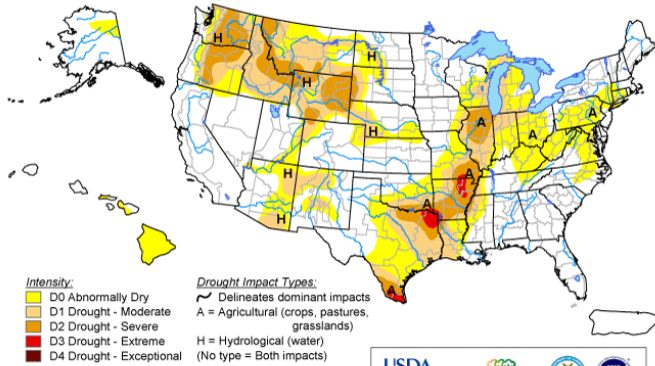 H
H
H
H
A
A
A
H
A
A
H
A
Intensity:
D0 Abnormally Dry
D1 Drought - Moderate
D2 Drought - Severe
D3 Drought - Extreme
D4 Drought - Exceptional
Drought Impact Types:
Delineates dominant impacts
A = Agricultural (crops, pastures,
grasslands)
H = Hydrological (water)
(No type = Both impacts)
USDA